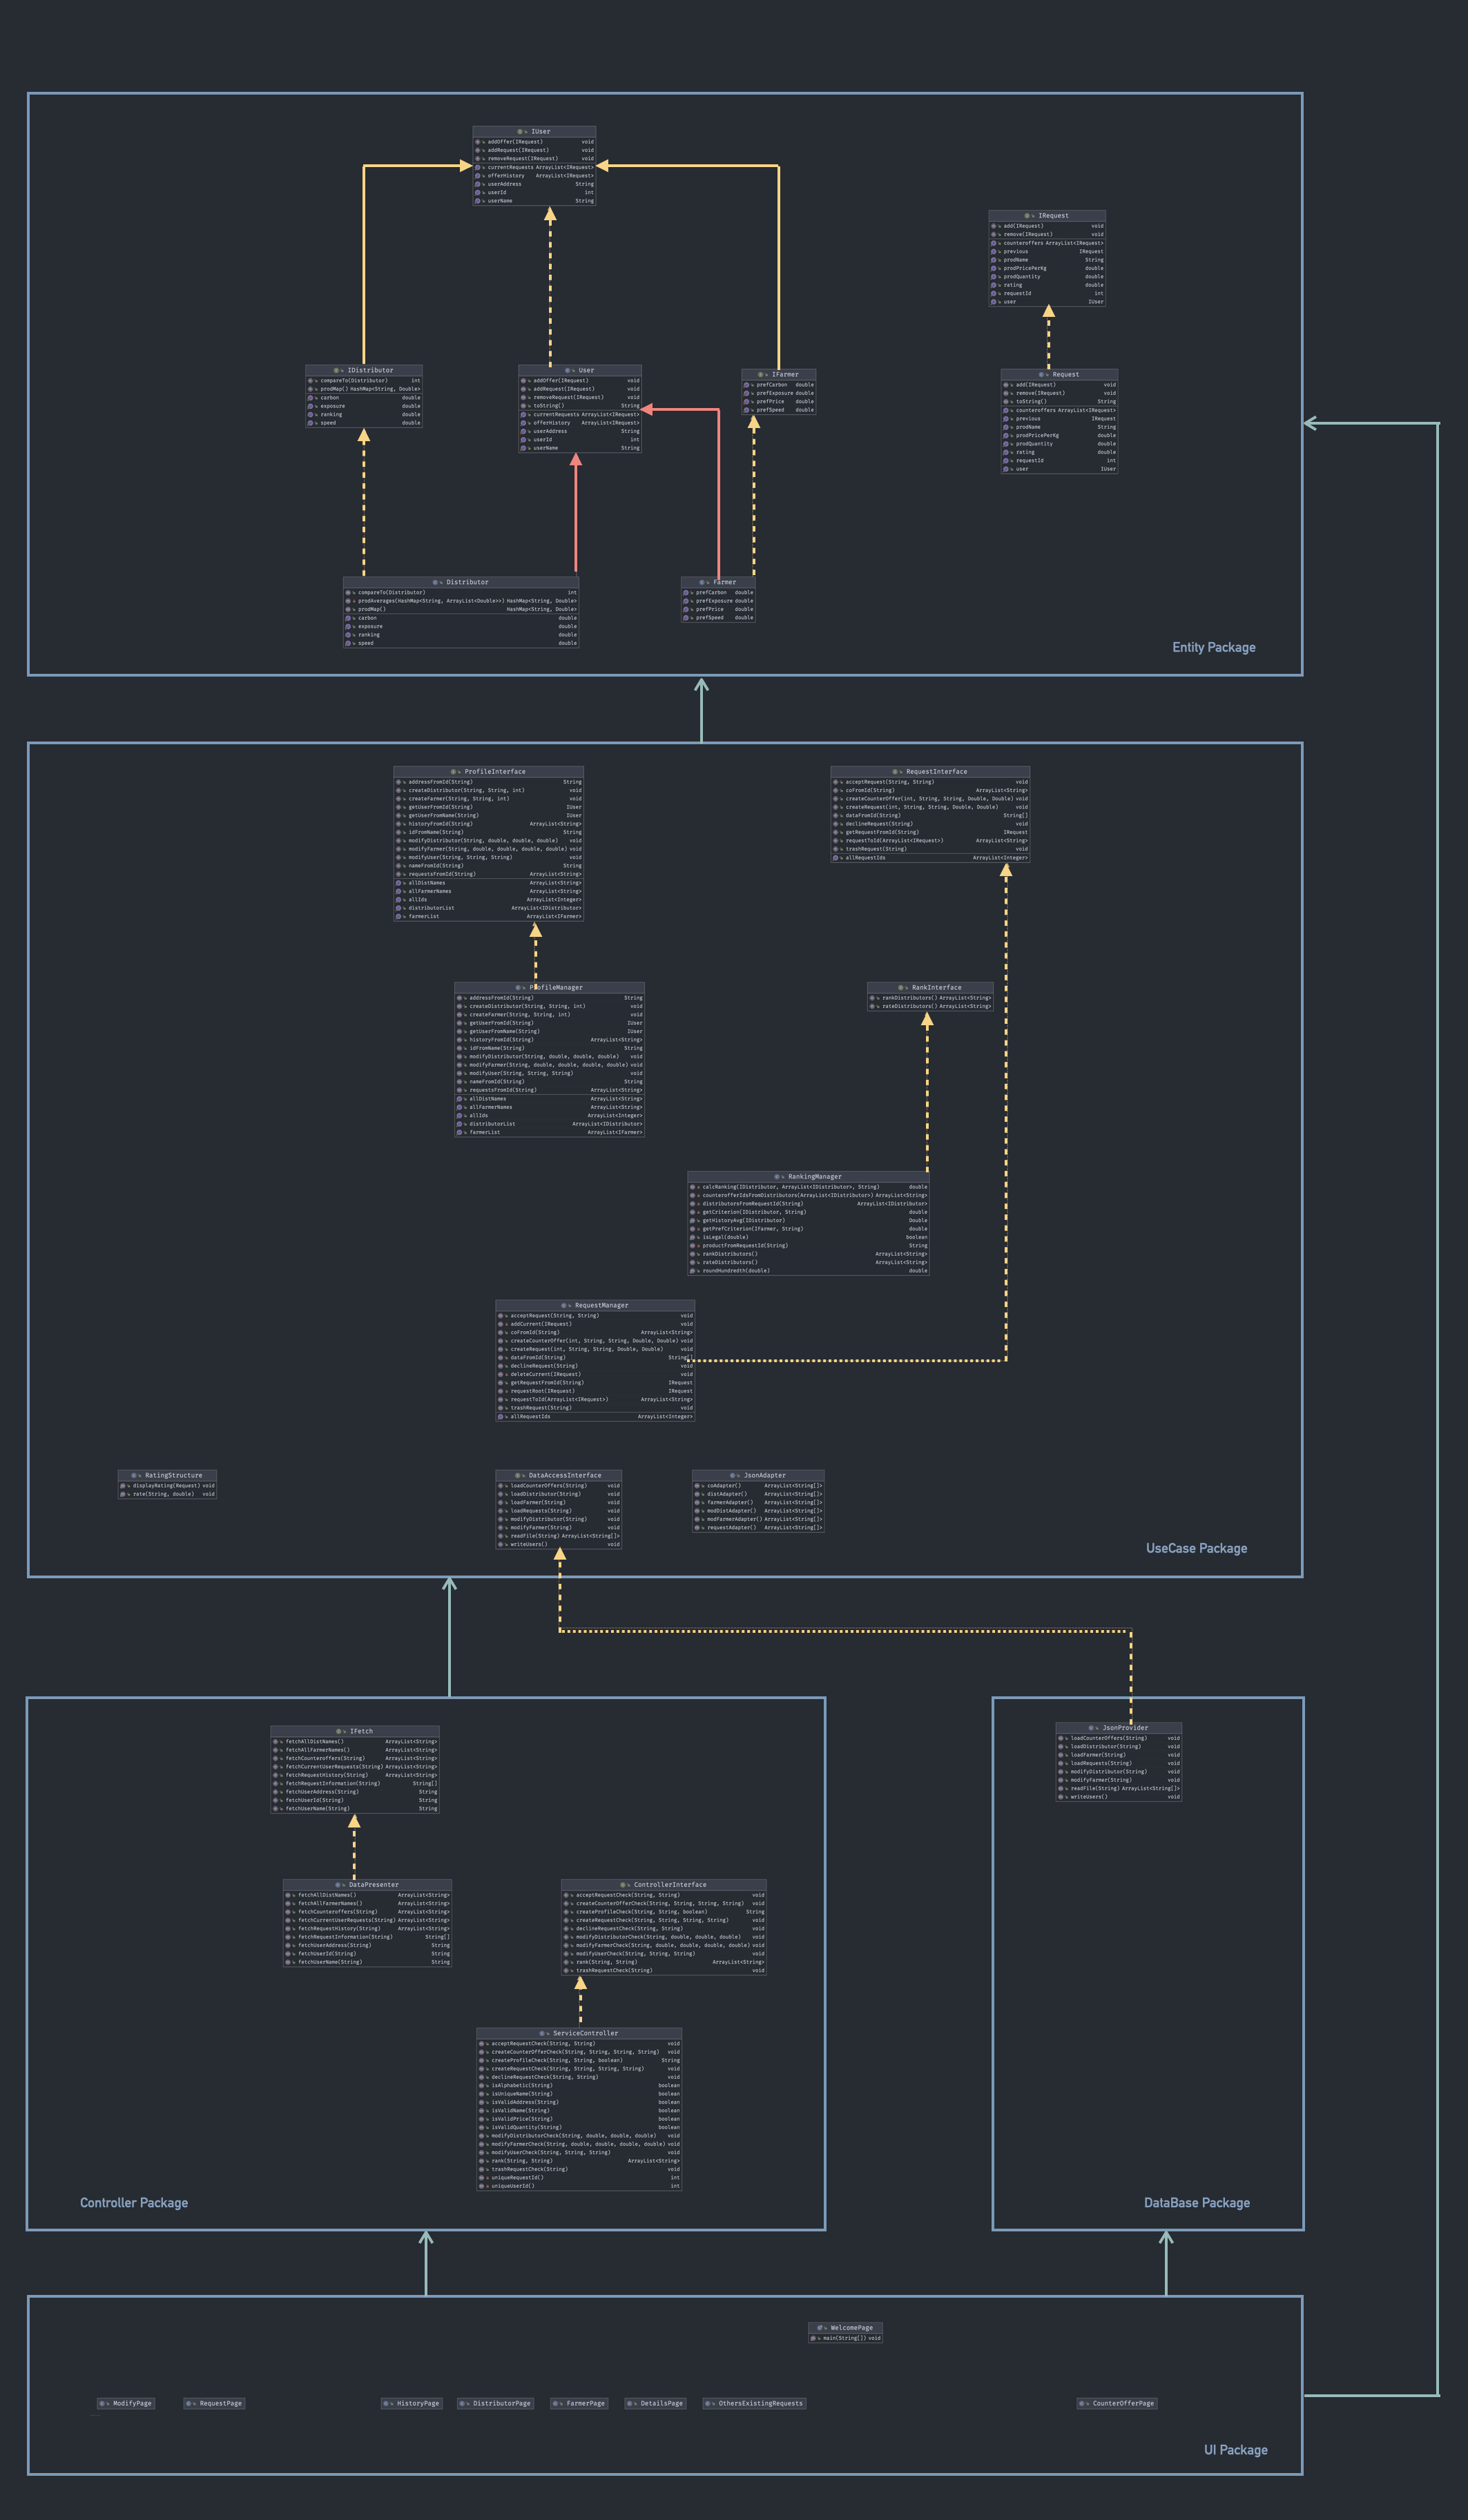 IUser
addOffer(IRequest) void
addRequest(IRequest) void
removeRequest(IRequest) void
currentRequests ArrayList<IRequest>
offerHistory ArrayList<IRequest>
userAddress String
userId int
userName String
IRequest
add(IRequest) void
remove(IRequest) void
counteroffers ArrayList<IRequest>
previous IRequest
prodName String
prodPricePerKg double
prodQuantity double
rating double
requestId int
user IUser
IDistributor
compareTo(Distributor) int
prodMap() HashMap<String, Double>
carbon double
exposure double
ranking double
speed double
User
addOffer(IRequest) void
addRequest(IRequest) void
removeRequest(IRequest) void
toString() String
currentRequests ArrayList<IRequest>
offerHistory ArrayList<IRequest>
userAddress String
userId int
userName String
IFarmer
prefCarbon double
prefExposure double
prefPrice double
prefSpeed double
Request
add(IRequest) void
remove(IRequest) void
toString() String
counteroffers ArrayList<IRequest>
previous IRequest
prodName String
prodPricePerKg double
prodQuantity double
rating double
requestId int
user IUser
Distributor
compareTo(Distributor) int
prodAverages(HashMap<String, ArrayList<Double>>) HashMap<String, Double>
prodMap() HashMap<String, Double>
carbon double
exposure double
ranking double
speed double
Farmer
prefCarbon double
prefExposure double
prefPrice double
prefSpeed double
Entity Package
ProfileInterface
addressFromId(String) String
createDistributor(String, String, int) void
createFarmer(String, String, int) void
getUserFromId(String) IUser
getUserFromName(String) IUser
historyFromId(String) ArrayList<String>
idFromName(String) String
modifyDistributor(String, double, double, double) void
modifyFarmer(String, double, double, double, double) void
modifyUser(String, String, String) void
nameFromId(String) String
requestsFromId(String) ArrayList<String>
allDistNames ArrayList<String>
allFarmerNames ArrayList<String>
allIds ArrayList<Integer>
distributorList ArrayList<IDistributor>
farmerList ArrayList<IFarmer>
RequestInterface
acceptRequest(String, String) void
coFromId(String) ArrayList<String>
createCounterOffer(int, String, String, Double, Double) void
createRequest(int, String, String, Double, Double) void
dataFromId(String) String[]
declineRequest(String) void
getRequestFromId(String) IRequest
requestToId(ArrayList<IRequest>) ArrayList<String>
trashRequest(String) void
allRequestIds ArrayList<Integer>
ProfileManager
addressFromId(String) String
createDistributor(String, String, int) void
createFarmer(String, String, int) void
getUserFromId(String) IUser
getUserFromName(String) IUser
historyFromId(String) ArrayList<String>
idFromName(String) String
modifyDistributor(String, double, double, double) void
modifyFarmer(String, double, double, double, double) void
modifyUser(String, String, String) void
nameFromId(String) String
requestsFromId(String) ArrayList<String>
allDistNames ArrayList<String>
allFarmerNames ArrayList<String>
allIds ArrayList<Integer>
distributorList ArrayList<IDistributor>
farmerList ArrayList<IFarmer>
RankInterface
rankDistributors() ArrayList<String>
rateDistributors() ArrayList<String>
RankingManager
calcRanking(IDistributor, ArrayList<IDistributor>, String) double
counterofferIdsFromDistributors(ArrayList<IDistributor>) ArrayList<String>
distributorsFromRequestId(String) ArrayList<IDistributor>
getCriterion(IDistributor, String) double
getHistoryAvg(IDistributor) Double
getPrefCriterion(IFarmer, String) double
isLegal(double) boolean
productFromRequestId(String) String
rankDistributors() ArrayList<String>
rateDistributors() ArrayList<String>
roundHundredth(double) double
RequestManager
acceptRequest(String, String) void
addCurrent(IRequest) void
coFromId(String) ArrayList<String>
createCounterOffer(int, String, String, Double, Double) void
createRequest(int, String, String, Double, Double) void
dataFromId(String) String[]
declineRequest(String) void
deleteCurrent(IRequest) void
getRequestFromId(String) IRequest
requestRoot(IRequest) IRequest
requestToId(ArrayList<IRequest>) ArrayList<String>
trashRequest(String) void
allRequestIds ArrayList<Integer>
RatingStructure
displayRating(Request) void
rate(String, double) void
DataAccessInterface
loadCounterOffers(String) void
loadDistributor(String) void
loadFarmer(String) void
loadRequests(String) void
modifyDistributor(String) void
modifyFarmer(String) void
readFile(String) ArrayList<String[]>
writeUsers() void
JsonAdapter
coAdapter() ArrayList<String[]>
distAdapter() ArrayList<String[]>
farmerAdapter() ArrayList<String[]>
modDistAdapter() ArrayList<String[]>
modFarmerAdapter() ArrayList<String[]>
requestAdapter() ArrayList<String[]>
UseCase Package
IFetch
fetchAllDistNames() ArrayList<String>
fetchAllFarmerNames() ArrayList<String>
fetchCounteroffers(String) ArrayList<String>
fetchCurrentUserRequests(String) ArrayList<String>
fetchRequestHistory(String) ArrayList<String>
fetchRequestInformation(String) String[]
fetchUserAddress(String) String
fetchUserId(String) String
fetchUserName(String) String
JsonProvider
loadCounterOffers(String) void
loadDistributor(String) void
loadFarmer(String) void
loadRequests(String) void
modifyDistributor(String) void
modifyFarmer(String) void
readFile(String) ArrayList<String[]>
writeUsers() void
DataPresenter
fetchAllDistNames() ArrayList<String>
fetchAllFarmerNames() ArrayList<String>
fetchCounteroffers(String) ArrayList<String>
fetchCurrentUserRequests(String) ArrayList<String>
fetchRequestHistory(String) ArrayList<String>
fetchRequestInformation(String) String[]
fetchUserAddress(String) String
fetchUserId(String) String
fetchUserName(String) String
ControllerInterface
acceptRequestCheck(String, String) void
createCounterOfferCheck(String, String, String, String) void
createProfileCheck(String, String, boolean) String
createRequestCheck(String, String, String, String) void
declineRequestCheck(String, String) void
modifyDistributorCheck(String, double, double, double) void
modifyFarmerCheck(String, double, double, double, double) void
modifyUserCheck(String, String, String) void
rank(String, String) ArrayList<String>
trashRequestCheck(String) void
ServiceController
acceptRequestCheck(String, String) void
createCounterOfferCheck(String, String, String, String) void
createProfileCheck(String, String, boolean) String
createRequestCheck(String, String, String, String) void
declineRequestCheck(String, String) void
isAlphabetic(String) boolean
isUniqueName(String) boolean
isValidAddress(String) boolean
isValidName(String) boolean
isValidPrice(String) boolean
isValidQuantity(String) boolean
modifyDistributorCheck(String, double, double, double) void
modifyFarmerCheck(String, double, double, double, double) void
modifyUserCheck(String, String, String) void
rank(String, String) ArrayList<String>
trashRequestCheck(String) void
uniqueRequestId() int
uniqueUserId() int
Controller Package
DataBase Package
WelcomePage
main(String[]) void
ModifyPage
RequestPage
HistoryPage
DistributorPage
FarmerPage
DetailsPage
OthersExistingRequests
CounterOfferPage
UI Package